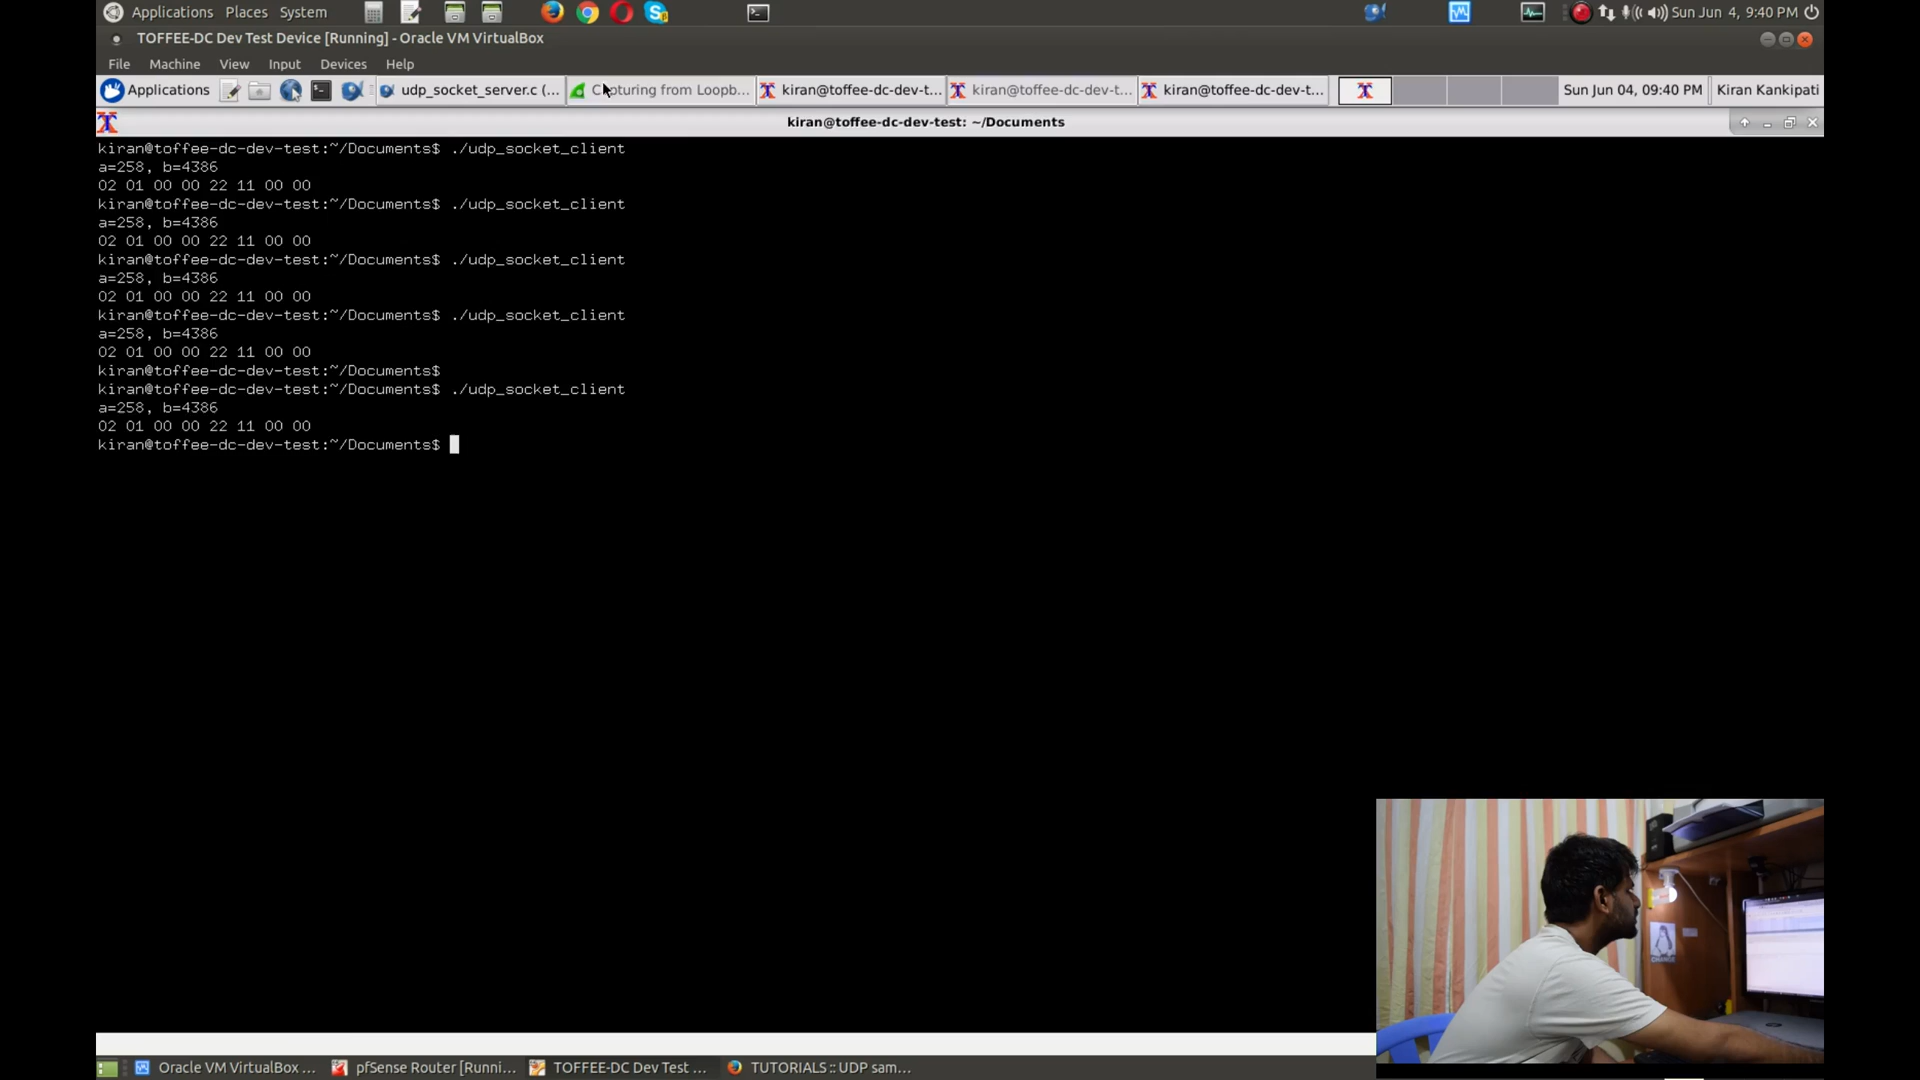 Applications Places System
Sun Jun 4, 9:40 PM
TOFFEE-DC Dev Test Device [Running] - Oracle VM VirtualBox
File Machine View Input Devices Help
Applications
udp_socket_server.c (...
Capturing from Loopb...
kiran@toffee-dc-dev-t...
kiran@toffee-dc-dev-t...
kiran@toffee-dc-dev-t...
Sun Jun 04, 09:40 PM
Kiran Kankipati
kiran@toffee-dc-dev-test: ~/Documents
kiran@toffee-dc-dev-test:~/Documents$ ./udp_socket_client
a=258, b=4386
02 01 00 00 22 11 00 00
kiran@toffee-dc-dev-test:~/Documents$ ./udp_socket_client
a=258, b=4386
02 01 00 00 22 11 00 00
kiran@toffee-dc-dev-test:~/Documents$ ./udp_socket_client
a=258, b=4386
02 01 00 00 22 11 00 00
kiran@toffee-dc-dev-test:~/Documents$ ./udp_socket_client
a=258, b=4386
02 01 00 00 22 11 00 00
kiran@toffee-dc-dev-test:~/Documents$
kiran@toffee-dc-dev-test:~/Documents$ ./udp_socket_client
a=258, b=4386
02 01 00 00 22 11 00 00
kiran@toffee-dc-dev-test:~/Documents$
Oracle VM VirtualBox ...
pfSense Router [Runni...
TOFFEE-DC Dev Test ...
TUTORIALS :: UDP sam...